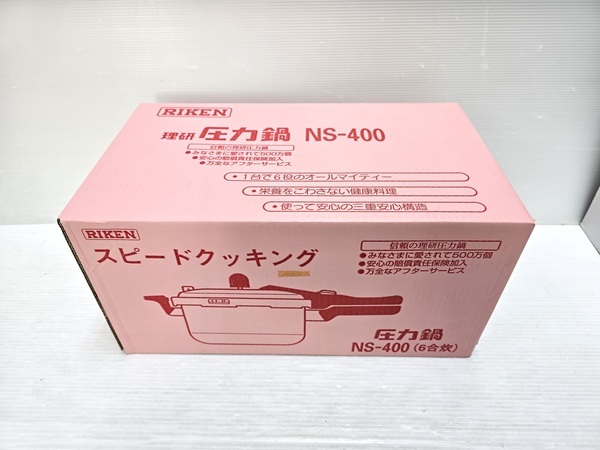 RIKEN
理研 圧力鍋 NS-400
信頼の理研圧力鍋
●みなさまに愛されて500万個
●安心の賠償責任保険加入
●万全なアフターサービス
●1台で6役のオールマイティー
●栄養をこわさない健康料理
●使って安心の三重安心構造
RIKEN
スピードクッキング
信頼の理研圧力鍋
●みなさまに愛されて500万個
●安心の賠償責任保険加入
●万全なアフターサービス
圧力鍋
NS-400(6合炊)